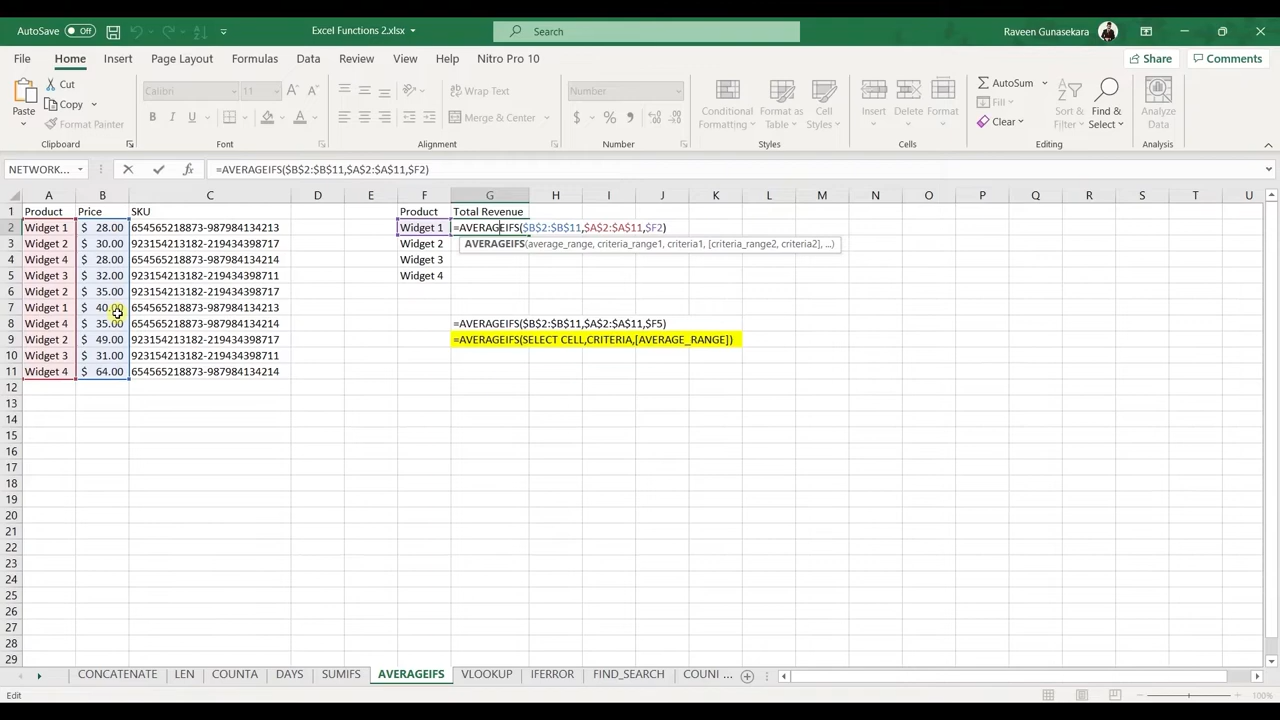 AutoSave Off Excel Functions 2.xlsx Search Raveen Gunasekara
File Home Insert Page Layout Formulas Data Review View Help Nitro Pro 10 Share Comments
Paste Cut Copy Format Painter
Clipboard
Calibri
B I U
Font
Wrap Text
Merge & Center
Alignment
Number
$ %
Number
Conditional Formatting
Format as Table
Cell Styles
Styles
Insert Delete Format
Cells
AutoSum
Fill
Clear
Sort & Filter
Find & Select
Editing
Analyze Data
Analysis
NETWORK... fx =AVERAGEIFS($B$2:$B$11,$A$2:$A$11,$F2)
A B C D E F G H I J K L M N O P Q R S T U
1 Product Price SKU Product Total Revenue
2 Widget 1 $ 28.00 654565218873-987984134213 Widget 1 =AVERAGEIFS($B$2:$B$11,$A$2:$A$11,$F2)
3 Widget 2 $ 30.00 923154213182-219434398717 Widget 2 AVERAGEIFS(average_range, criteria_range1, criteria1, [criteria_range2, criteria2], ...)
4 Widget 4 $ 28.00 654565218873-987984134214 Widget 3
5 Widget 3 $ 32.00 923154213182-219434398711 Widget 4
6 Widget 2 $ 35.00 923154213182-219434398717
7 Widget 1 $ 40.00 654565218873-987984134213
8 Widget 4 $ 35.00 654565218873-987984134214 =AVERAGEIFS($B$2:$B$11,$A$2:$A$11,$F5)
9 Widget 2 $ 49.00 923154213182-219434398717 =AVERAGEIFS(SELECT CELL,CRITERIA,[AVERAGE_RANGE])
10 Widget 3 $ 31.00 923154213182-219434398711
11 Widget 4 $ 64.00 654565218873-987984134214
12
13
14
15
16
17
18
19
20
21
22
23
24
25
26
27
28
29
CONCATENATE LEN COUNTA DAYS SUMIFS AVERAGEIFS VLOOKUP IFERROR FIND_SEARCH COUNI ...
Edit 100%